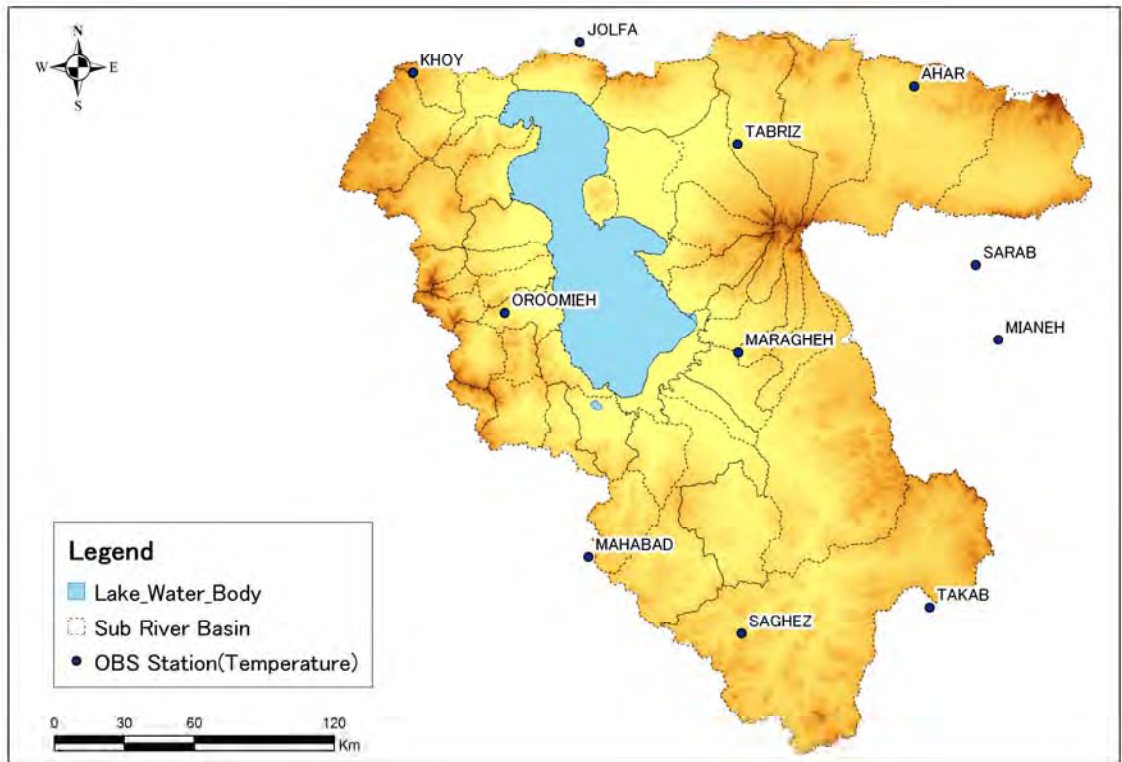 N
W E
S
JOLFA
KHOY
AHAR
TABRIZ
SARAB
OROOMIEH
MIANEH
MARAGHEH
MAHABAD
TAKAB
SAGHEZ
Legend
Lake_Water_Body
Sub River Basin
OBS Station(Temperature)
0 30 60 120
Km